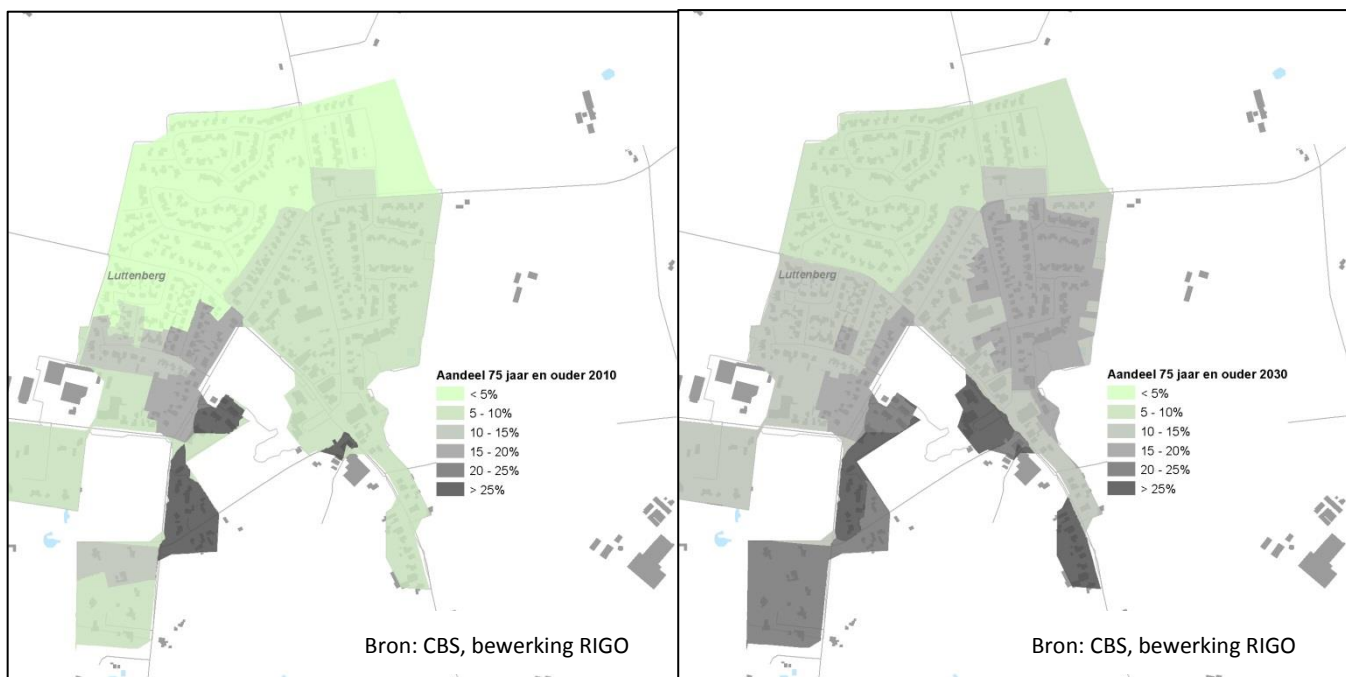 Luttenberg
Aandeel 75 jaar en ouder 2010
< 5%
5 - 10%
10 - 15%
15 - 20%
20 - 25%
> 25%
Bron: CBS, bewerking RIGO
Luttenberg
Aandeel 75 jaar en ouder 2030
< 5%
5 - 10%
10 - 15%
15 - 20%
20 - 25%
> 25%
Bron: CBS, bewerking RIGO